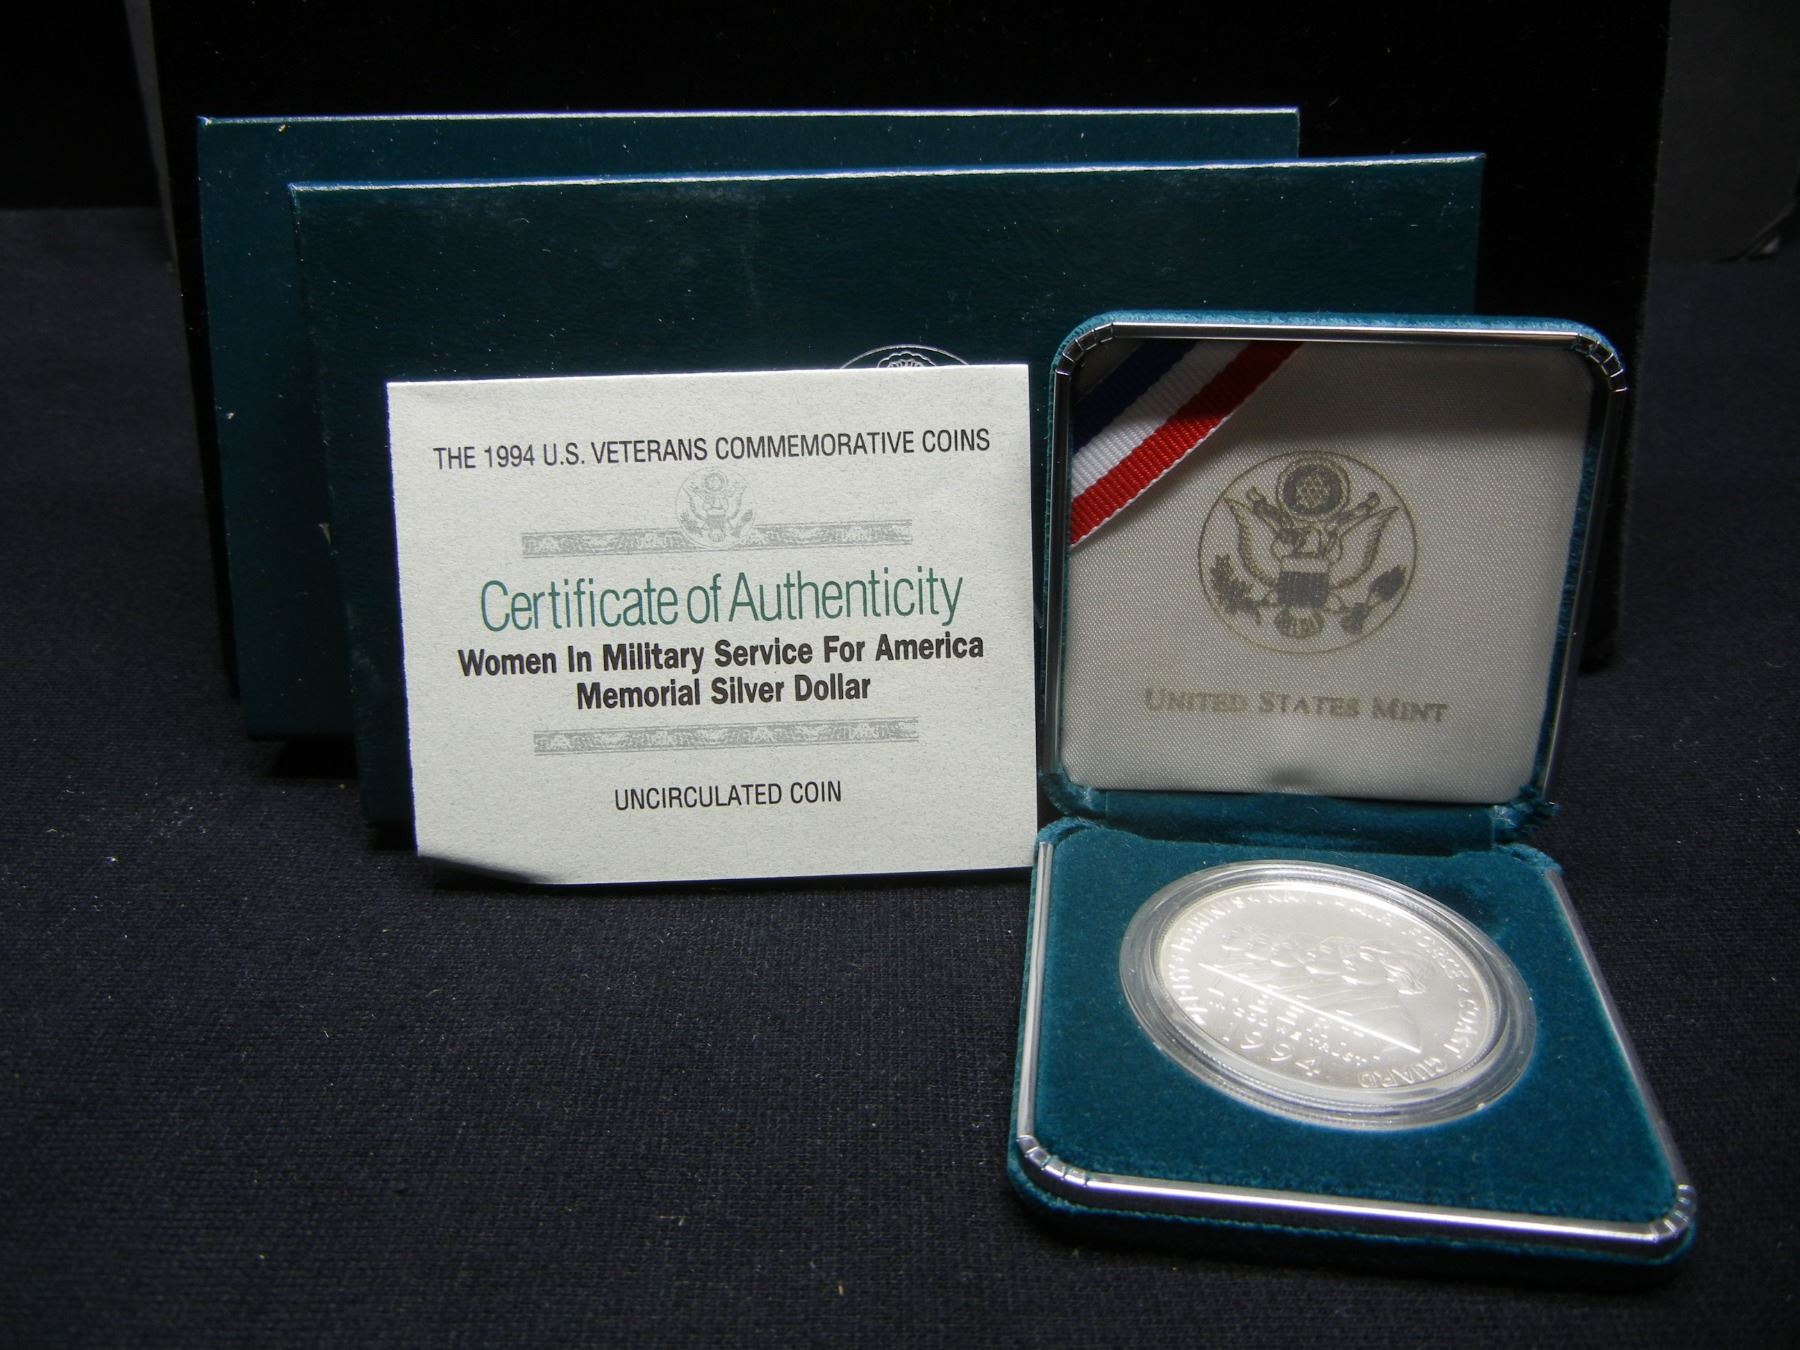 THE 1994 U.S. VETERANS COMMEMORATIVE COINS
Certificate of Authenticity
Women In Military Service For America
Memorial Silver Dollar
UNCIRCULATED COIN
UNITED STATES MINT
FORCE COAST GUARD
1994